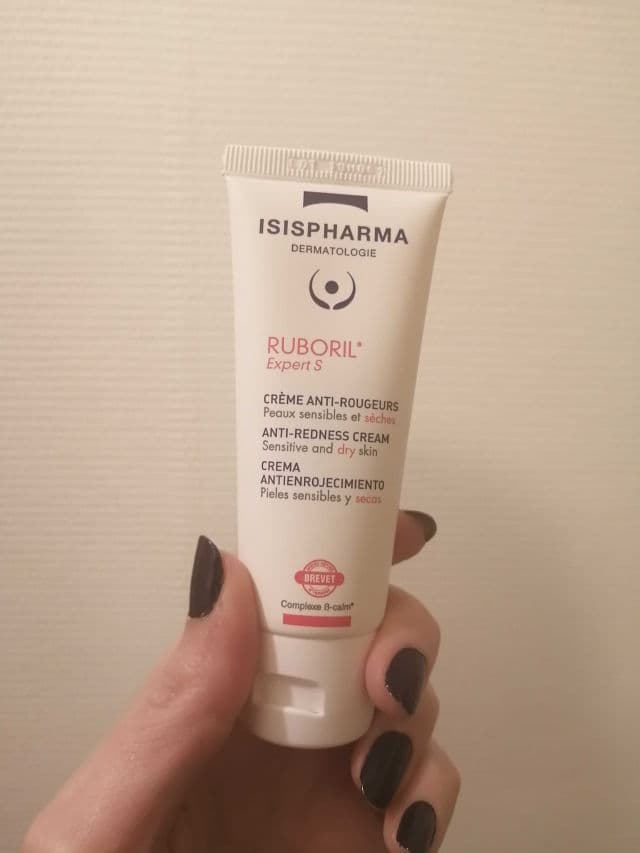 ISISPHARMA
DERMATOLOGIE
RUBORIL®
Expert S
CRÈME ANTI-ROUGEURS
Peaux sensibles et sèches
ANTI-REDNESS CREAM
Sensitive and dry skin
CREMA
ANTIENROJECIMIENTO
Pieles sensibles y secas
BREVET
Complexe 8-calm*